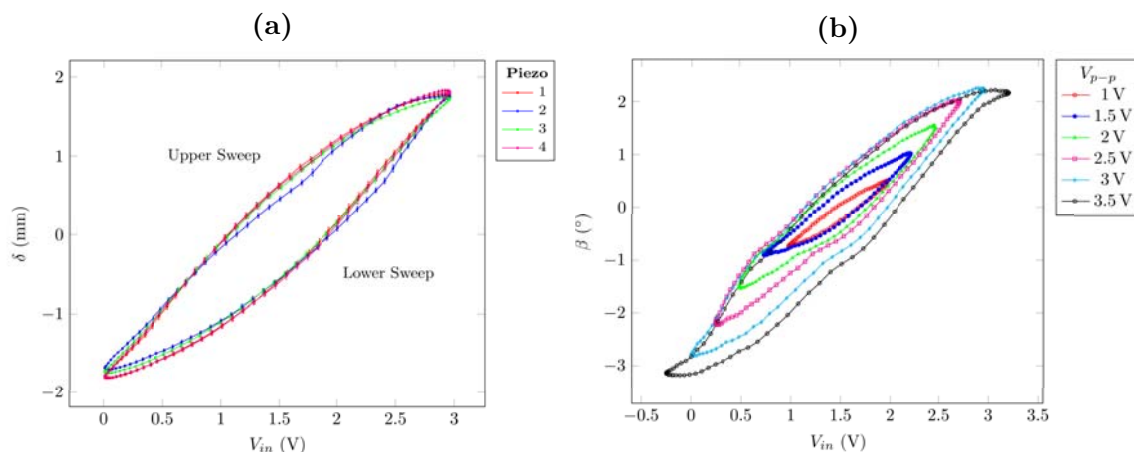 (a)
(b)
Piezo
1
2
3
4
Upper Sweep
Lower Sweep
δ (mm)
2
1
0
−1
−2
0
0.5
1
1.5
2
2.5
3
V_in (V)
V_p−p
1 V
1.5 V
2 V
2.5 V
3 V
3.5 V
β (°)
2
1
0
−1
−2
−3
−0.5
0
0.5
1
1.5
2
2.5
3
3.5
V_in (V)